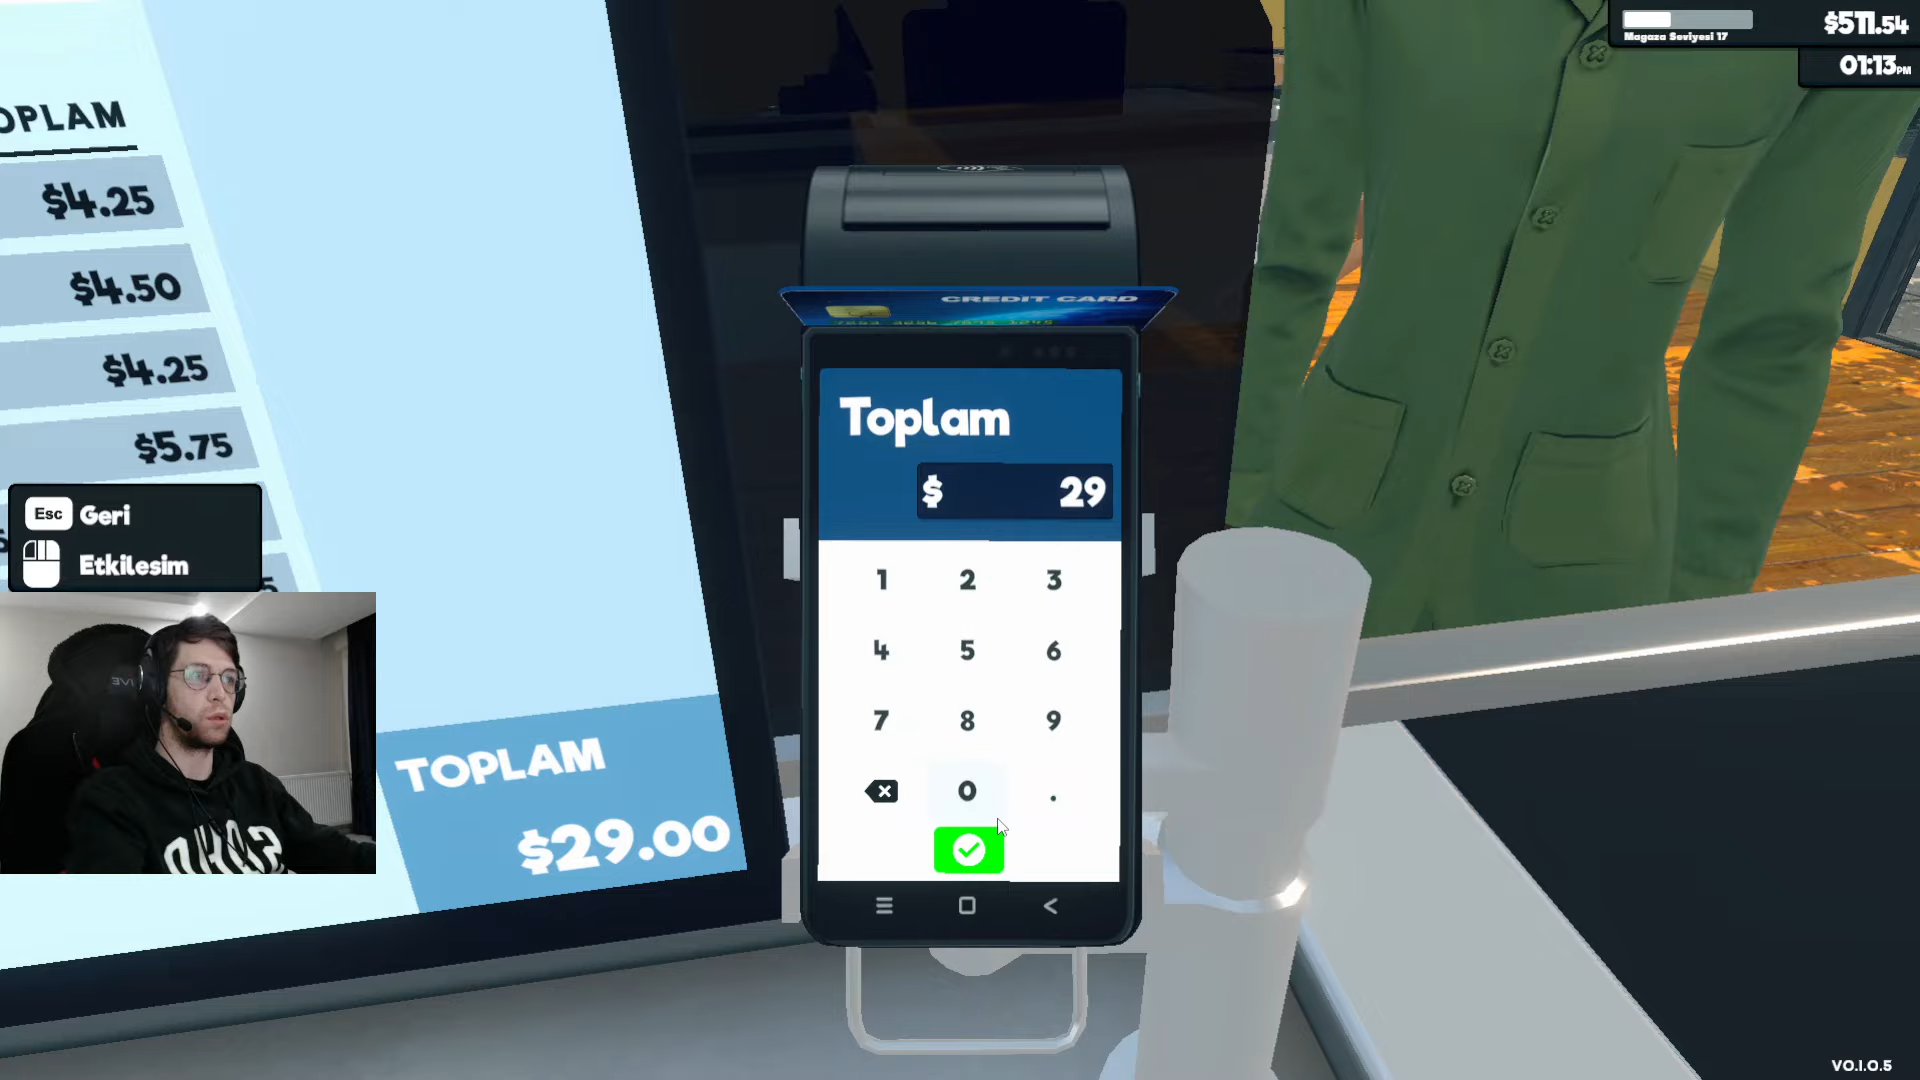 $511.54
Magaza Seviyesi 17
01:13PM
TOPLAM
$4.25
$4.50
$4.25
$5.75
Esc Geri
Etkilesim
TOPLAM
$29.00
CREDIT CARD
Toplam
$ 29
1 2 3
4 5 6
7 8 9
0 .
V0.1.0.5